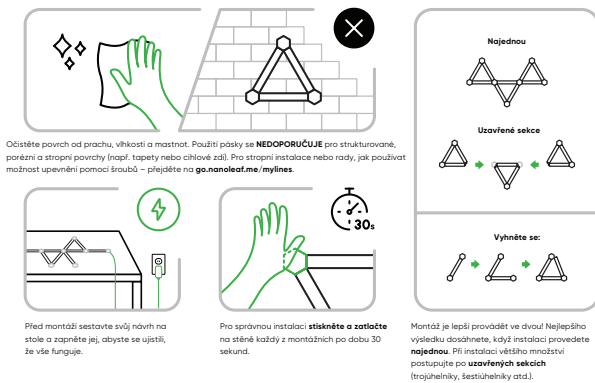 Očistěte povrch od prachu, vlhkosti a mastnot. Použití pásky se NEDOPORUČUJE pro strukturované,
porézní a stropní povrchy (např. tapety nebo cihlové zdi). Pro stropní instalace nebo rady, jak používat
možnost upevnění pomocí šroubů – přejděte na go.nanoleaf.me/mylines.
30s
Před montáží sestavte svůj návrh na
stole a zapněte jej, abyste se ujistili,
že vše funguje.
Pro správnou instalaci stiskněte a zatlačte
na stěně každý z montážních po dobu 30
sekund.
Najednou
Uzavřené sekce
Vyhněte se:
Montáž je lepší provádět ve dvou! Nejlepšího
výsledku dosáhnete, když instalaci provedete
najednou. Při instalaci většího množství
postupujte po uzavřených sekcích
(trojúhelníky, šestiúhelníky atd.).